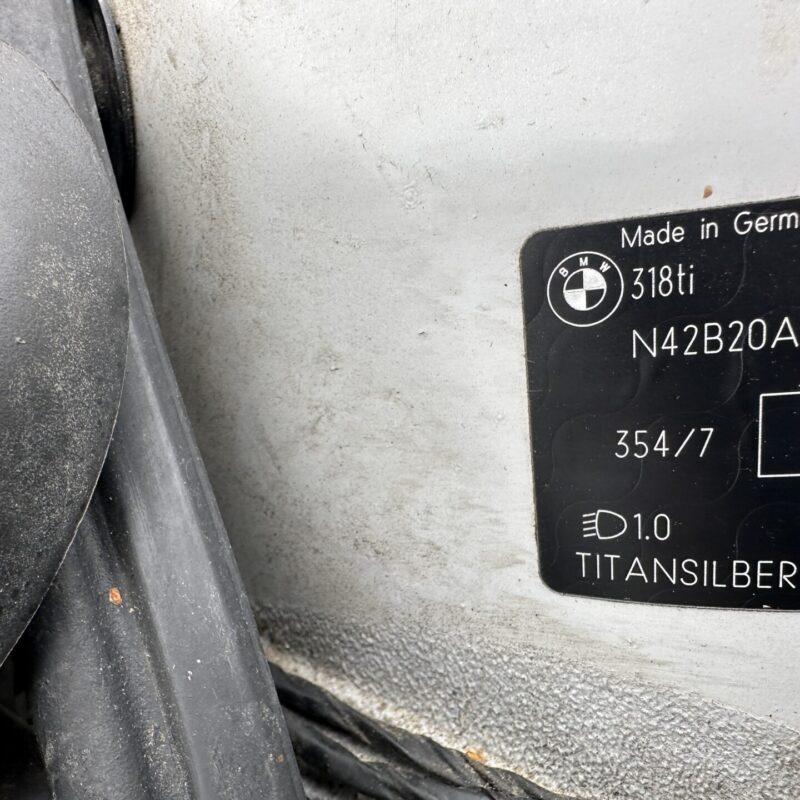 Made in Germ
BMW
318ti
N42B20A
354/7
1.0
TITANSILBER